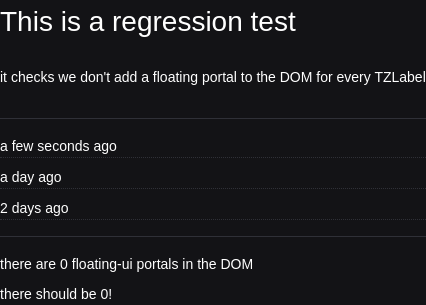 This is a regression test
it checks we don't add a floating portal to the DOM for every TZLabel
a few seconds ago
a day ago
2 days ago
there are 0 floating-ui portals in the DOM
there should be 0!